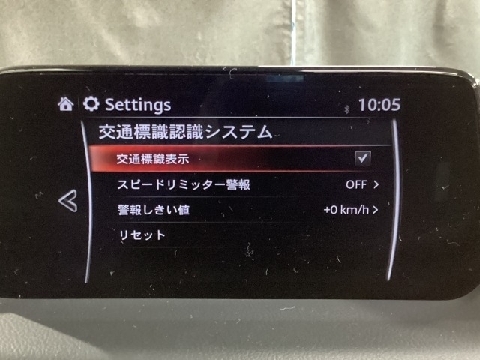 Settings 10:05
交通標識認識システム
交通標識表示
スピードリミッター警報 OFF
警報しきい値 +0 km/h
リセット